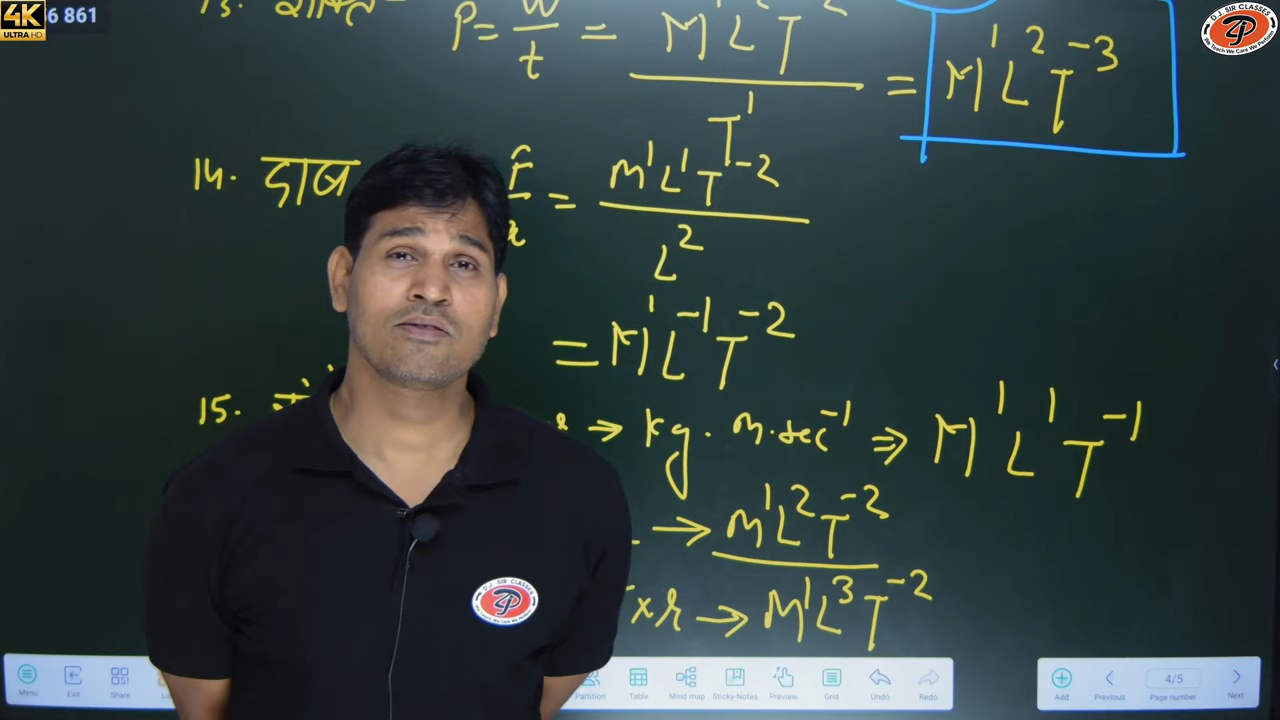 4K
ULTRA HD
6 861
D.J. SIR CLASSES
We Teach We Care We Perform
P = W/t = M¹L²T⁻²/T¹ = M¹L²T⁻³
14. दाब = M¹L¹T⁻²/L²
= M¹L⁻¹T⁻²
15. → kg. m. sec⁻¹ ⇒ M¹L¹T⁻¹
→ M¹L²T⁻²
×r → M¹L³T⁻²
D.J. SIR CLASSES
Menu Exit Share Partition Table Mind map Sticky-Notes Preview Grid Undo Redo Add Previous 4/5 Page number Next